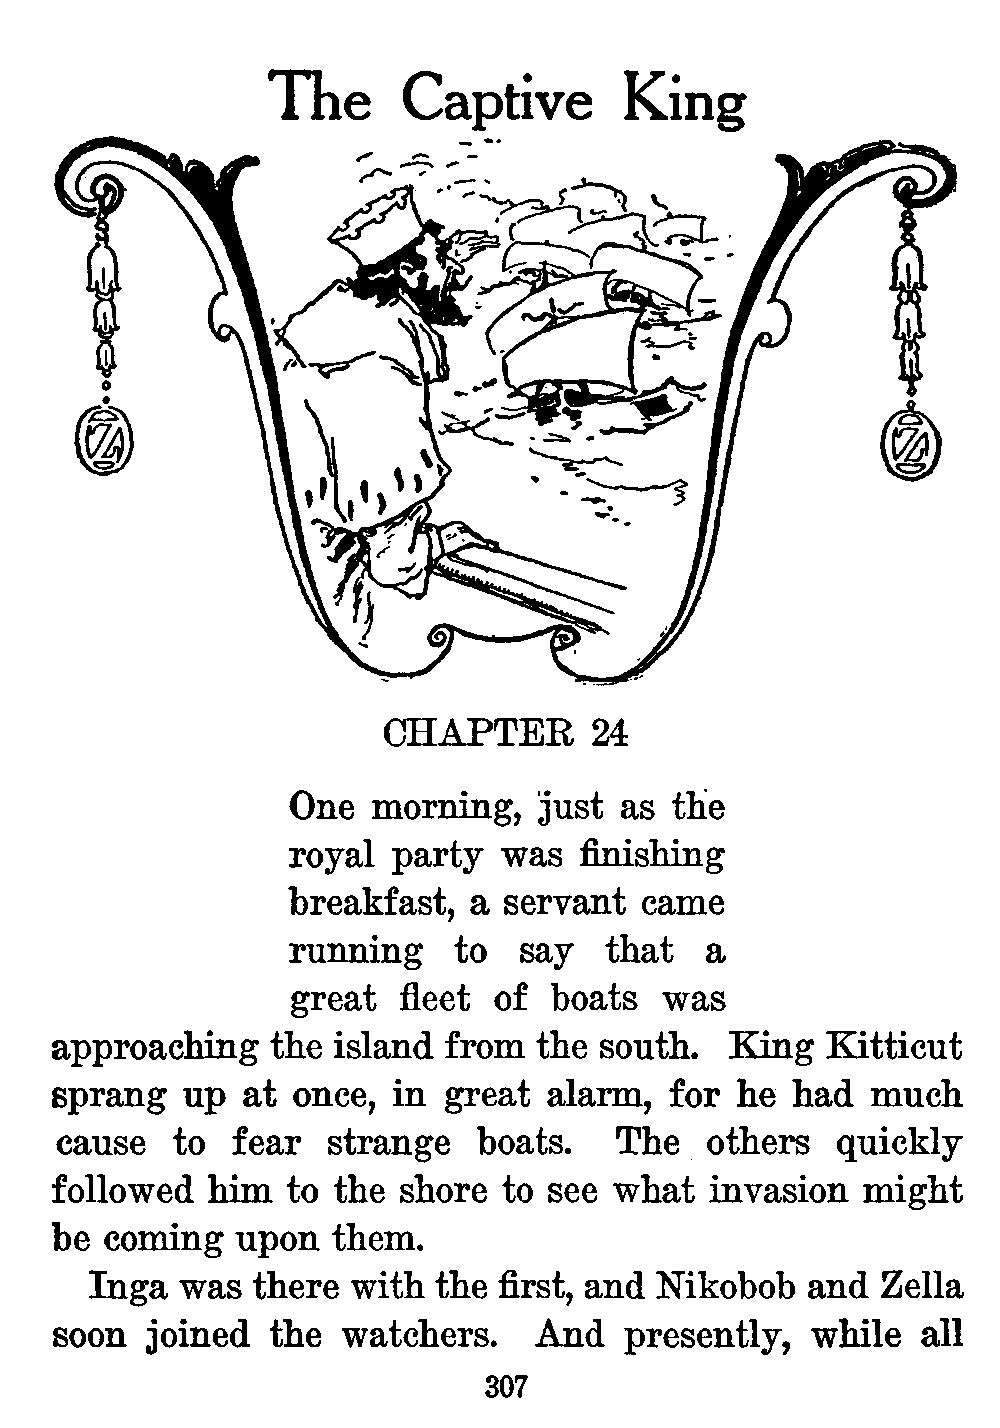 The Captive King
CHAPTER 24
One morning, just as the
royal party was finishing
breakfast, a servant came
running to say that a
great fleet of boats was
approaching the island from the south. King Kitticut
sprang up at once, in great alarm, for he had much
cause to fear strange boats. The others quickly
followed him to the shore to see what invasion might
be coming upon them.
Inga was there with the first, and Nikobob and Zella
soon joined the watchers. And presently, while all
307